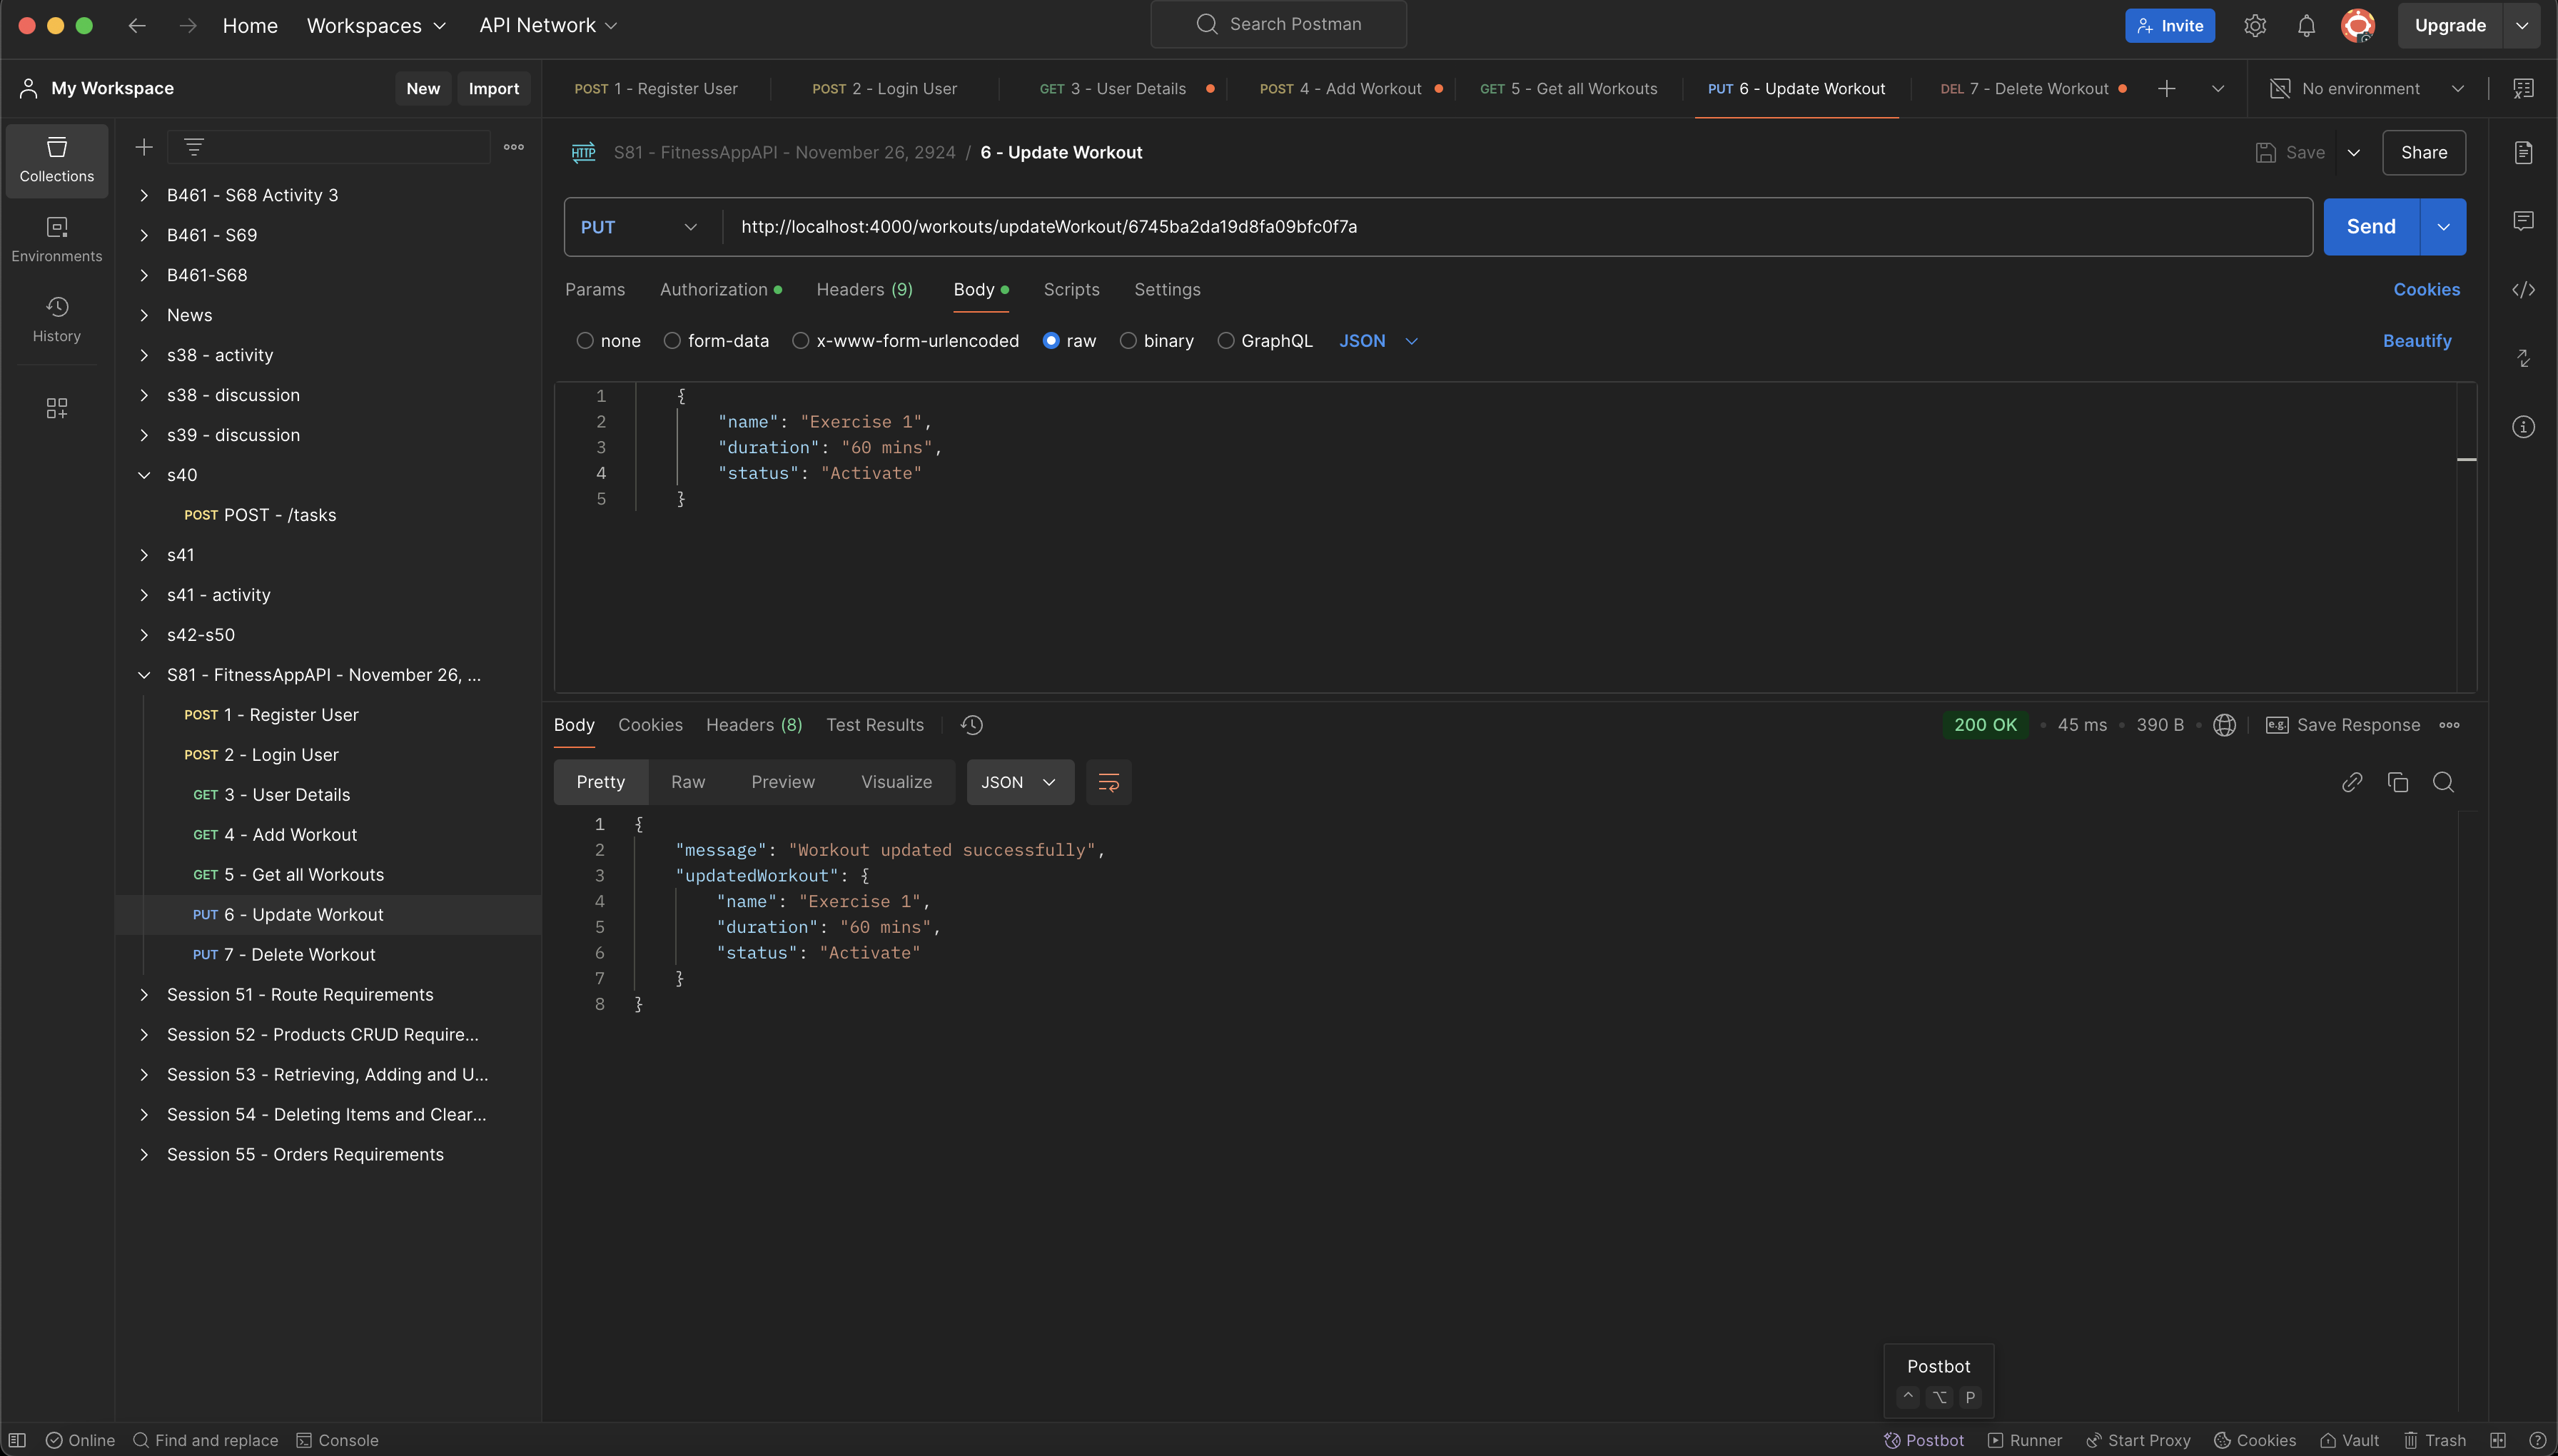 Home
Workspaces
API Network
Search Postman
Invite
Upgrade
My Workspace
New
Import
POST 1 - Register User
POST 2 - Login User
GET 3 - User Details
POST 4 - Add Workout
GET 5 - Get all Workouts
PUT 6 - Update Workout
DEL 7 - Delete Workout
No environment
Collections
Environments
History
B461 - S68 Activity 3
B461 - S69
B461-S68
News
s38 - activity
s38 - discussion
s39 - discussion
s40
POST POST - /tasks
s41
s41 - activity
s42-s50
S81 - FitnessAppAPI - November 26, ...
POST 1 - Register User
POST 2 - Login User
GET 3 - User Details
GET 4 - Add Workout
GET 5 - Get all Workouts
PUT 6 - Update Workout
PUT 7 - Delete Workout
Session 51 - Route Requirements
Session 52 - Products CRUD Require...
Session 53 - Retrieving, Adding and U...
Session 54 - Deleting Items and Clear...
Session 55 - Orders Requirements
HTTP S81 - FitnessAppAPI - November 26, 2924 / 6 - Update Workout
Save
Share
PUT
http://localhost:4000/workouts/updateWorkout/6745ba2da19d8fa09bfc0f7a
Send
Params Authorization Headers (9) Body Scripts Settings
Cookies
none form-data x-www-form-urlencoded raw binary GraphQL JSON
Beautify
1 {
2 "name": "Exercise 1",
3 "duration": "60 mins",
4 "status": "Activate"
5 }
Body Cookies Headers (8) Test Results
200 OK 45 ms 390 B
e.g. Save Response
Pretty Raw Preview Visualize JSON
1 {
2 "message": "Workout updated successfully",
3 "updatedWorkout": {
4 "name": "Exercise 1",
5 "duration": "60 mins",
6 "status": "Activate"
7 }
8 }
Postbot
^ ⌥ P
Online
Find and replace
Console
Postbot
Runner
Start Proxy
Cookies
Vault
Trash